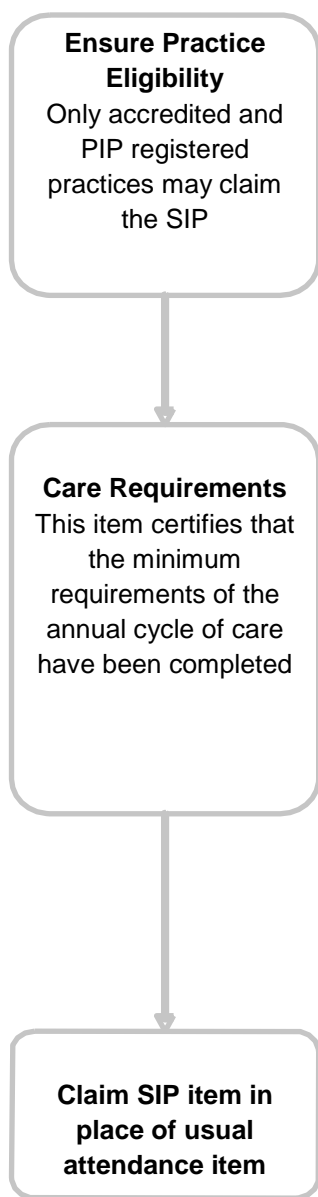 Ensure Practice
Eligibility
Only accredited and
PIP registered
practices may claim
the SIP
Care Requirements
This item certifies that
the minimum
requirements of the
annual cycle of care
have been completed
Claim SIP item in
place of usual
attendance item